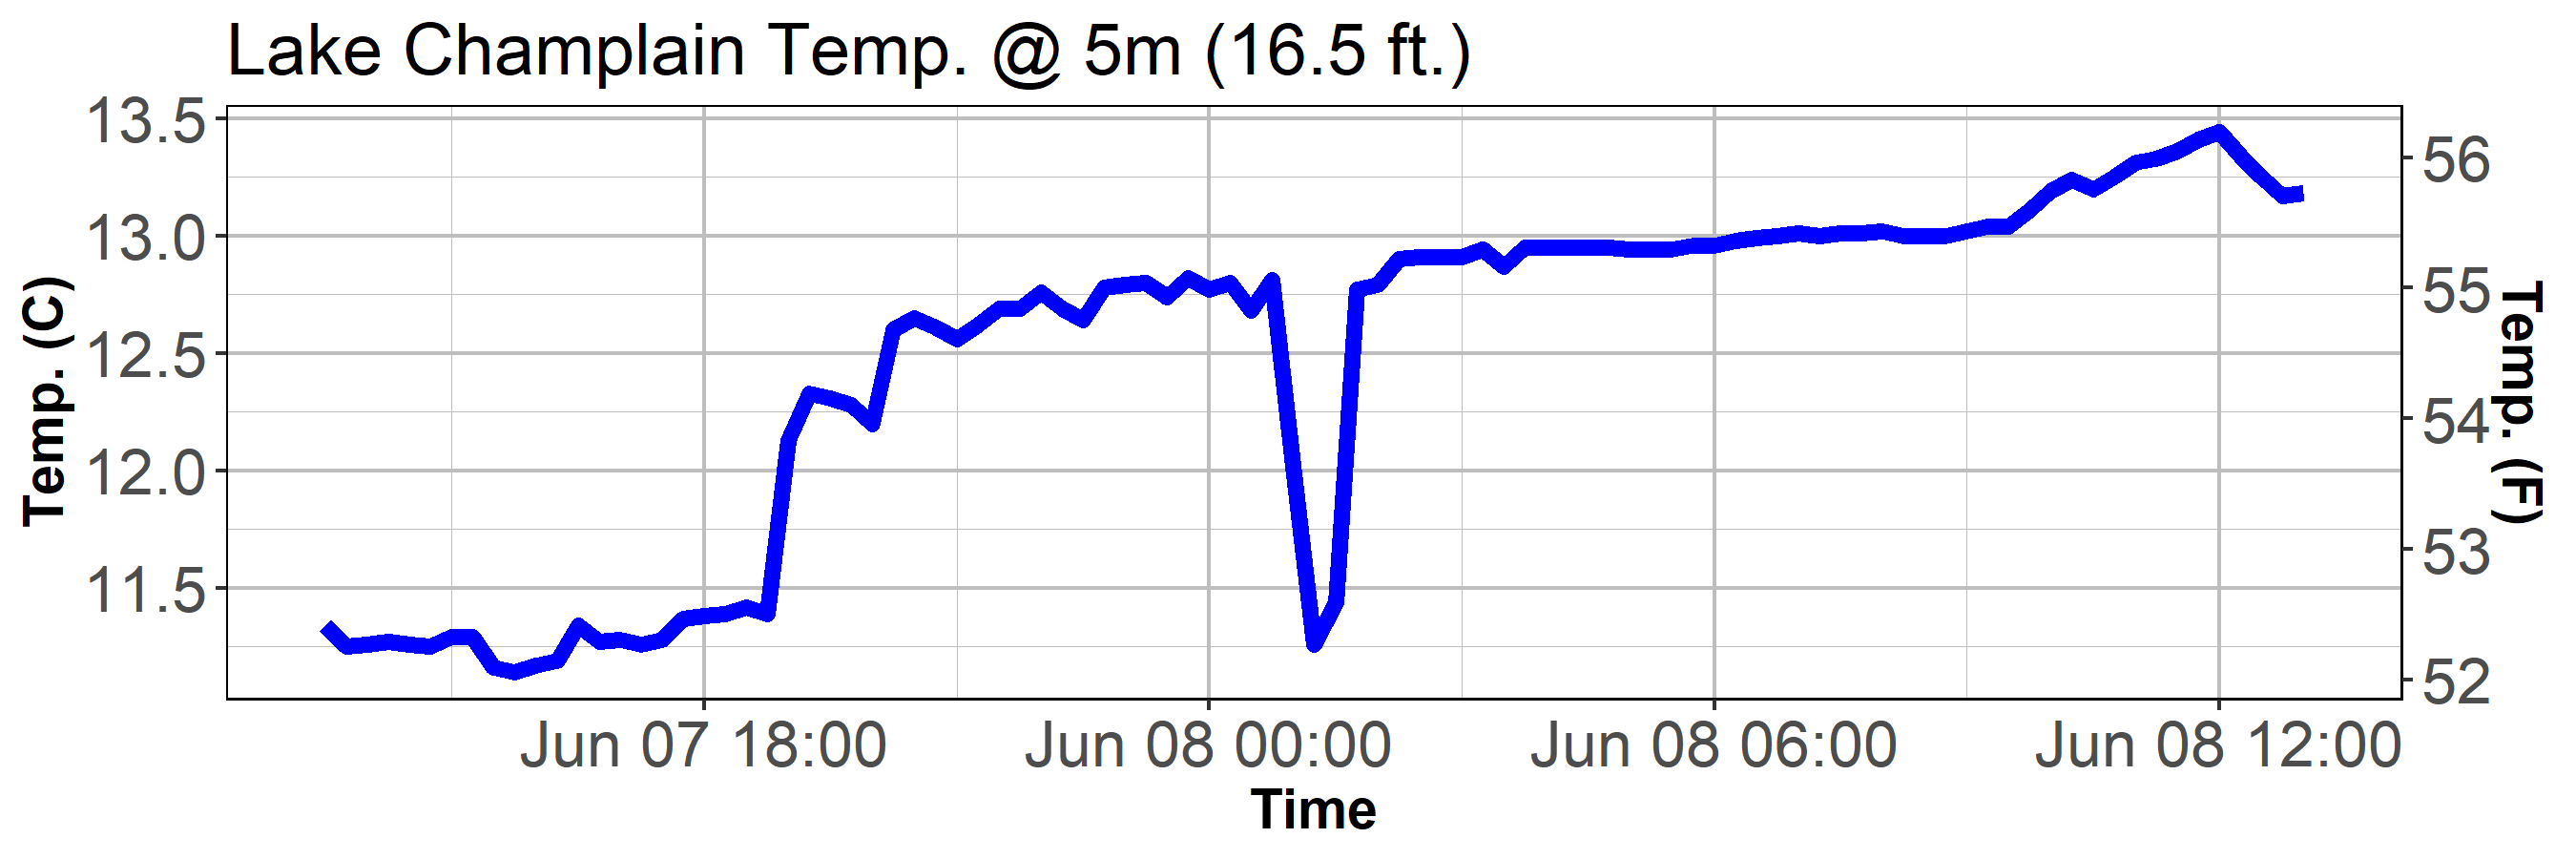 Lake Champlain Temp. @ 5m (16.5 ft.)
Temp. (C)
13.5
13.0
12.5
12.0
11.5
56
55
54
53
52
Temp. (F)
Jun 07 18:00 Jun 08 00:00 Jun 08 06:00 Jun 08 12:00
Time